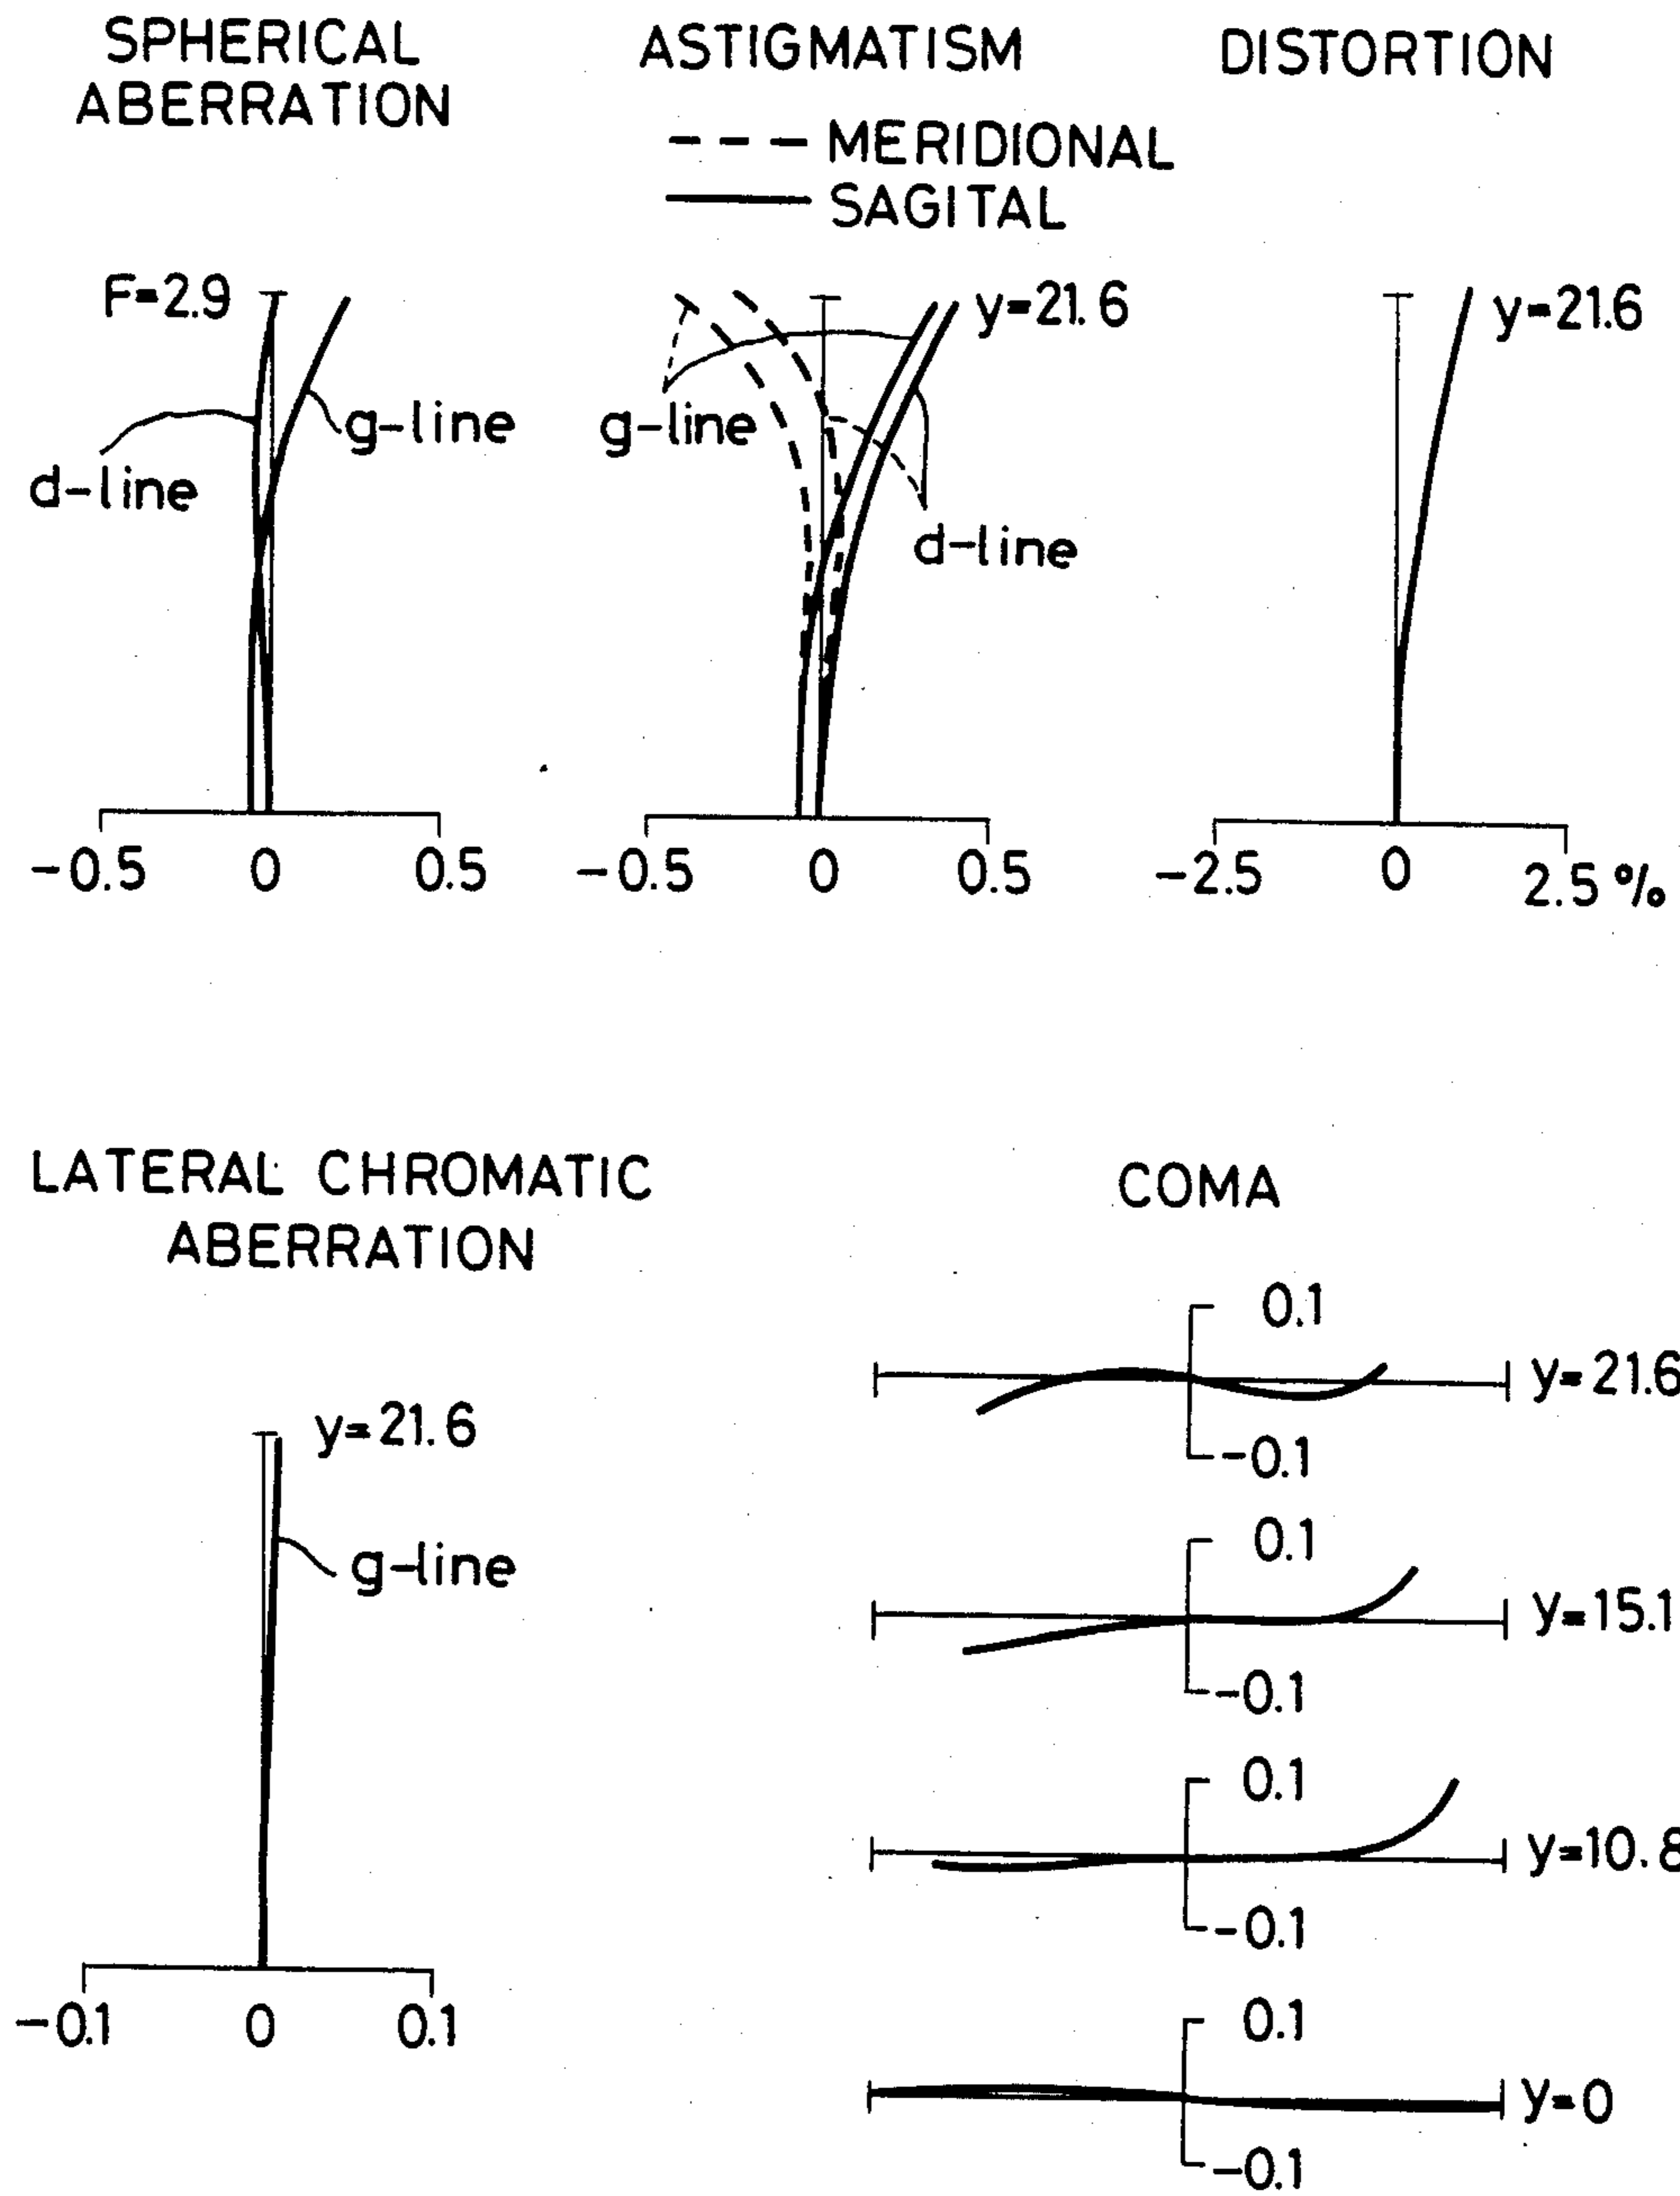 SPHERICAL
ABERRATION
ASTIGMATISM
DISTORTION
--- MERIDIONAL
SAGITAL
F=2.9
g-line
d-line
-0.5 0 0.5
y=21.6
g-line
d-line
-0.5 0 0.5
y=21.6
-2.5 0 2.5 %
LATERAL CHROMATIC
ABERRATION
y=21.6
g-line
-0.1 0 0.1
COMA
0.1
y=21.6
-0.1
0.1
y=15.1
-0.1
0.1
y=10.8
-0.1
0.1
y=0
-0.1